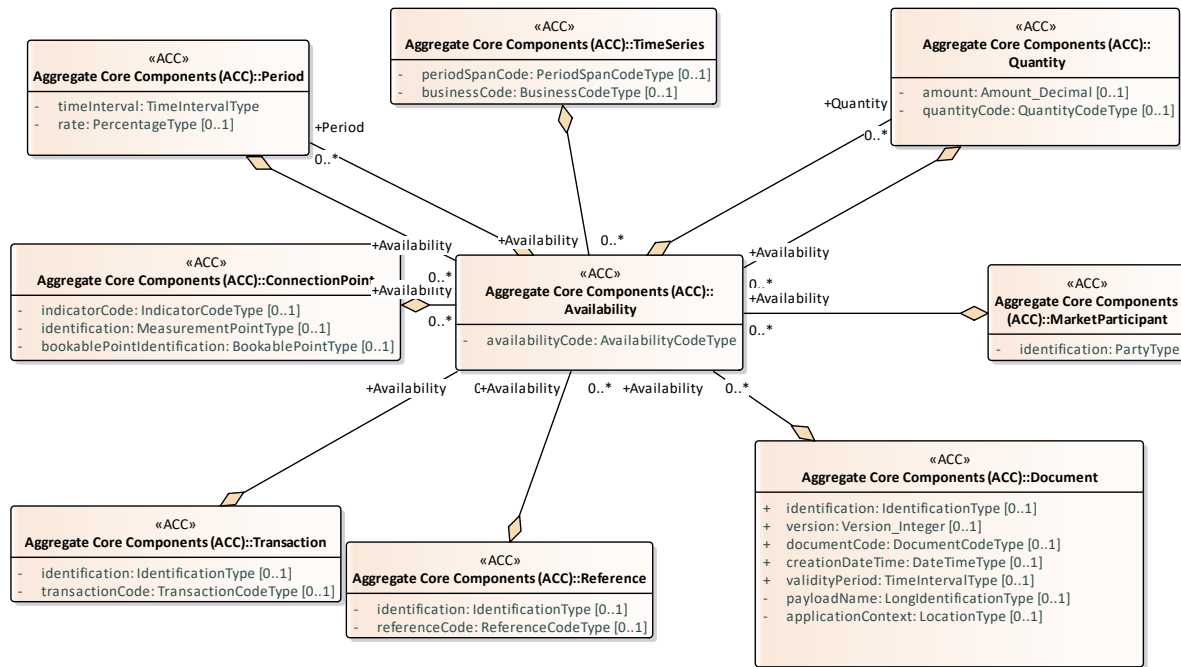 «ACC»
Aggregate Core Components (ACC)::Period
- timeInterval: TimeIntervalType
- rate: PercentageType [0..1]
«ACC»
Aggregate Core Components (ACC)::TimeSeries
- periodSpanCode: PeriodSpanCodeType [0..1]
- businessCode: BusinessCodeType [0..1]
«ACC»
Aggregate Core Components (ACC)::
Quantity
- amount: Amount_Decimal [0..1]
- quantityCode: QuantityCodeType [0..1]
+Period
0..*
+Quantity
0..*
+Availability
0..*
+Availability
0..*
+Availability
0..*
«ACC»
Aggregate Core Components (ACC)::ConnectionPoint
- indicatorCode: IndicatorCodeType [0..1]
- identification: MeasurementPointType [0..1]
- bookablePointIdentification: BookablePointType [0..1]
+Availability
0..*
«ACC»
Aggregate Core Components (ACC)::
Availability
- availabilityCode: AvailabilityCodeType
+Availability
0..*
«ACC»
Aggregate Core Components
(ACC)::MarketParticipant
- identification: PartyType
+Availability
+Availability
0..*
+Availability
0..*
«ACC»
Aggregate Core Components (ACC)::Transaction
- identification: IdentificationType [0..1]
- transactionCode: TransactionCodeType [0..1]
«ACC»
Aggregate Core Components (ACC)::Reference
- identification: IdentificationType [0..1]
- referenceCode: ReferenceCodeType [0..1]
«ACC»
Aggregate Core Components (ACC)::Document
+ identification: IdentificationType [0..1]
+ version: Version_Integer [0..1]
+ documentCode: DocumentCodeType [0..1]
+ creationDateTime: DateTimeType [0..1]
+ validityPeriod: TimeIntervalType [0..1]
- payloadName: LongIdentificationType [0..1]
- applicationContext: LocationType [0..1]